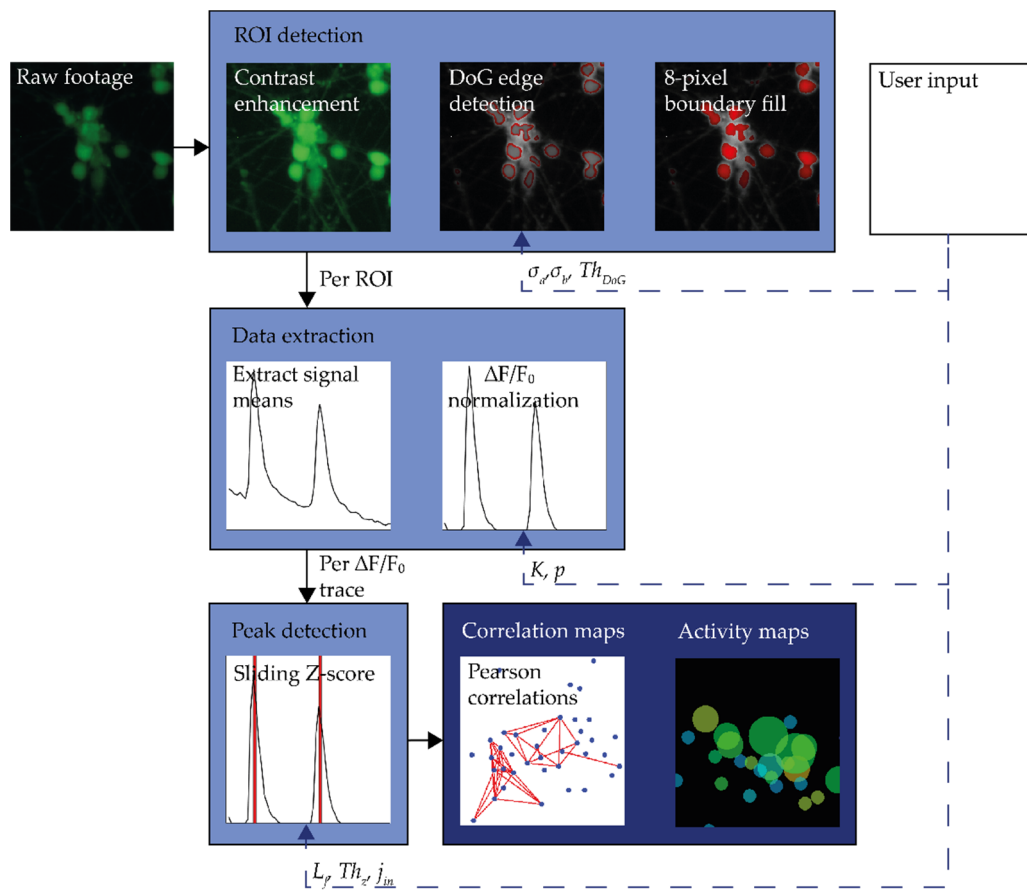 ROI detection
Raw footage
Contrast
enhancement
DoG edge
detection
8-pixel
boundary fill
User input
Per ROI
σa,σb, ThDoG
Data extraction
Extract signal
means
ΔF/F₀
normalization
Per ΔF/F₀
trace
K, p
Peak detection
Sliding Z-score
Correlation maps
Pearson
correlations
Activity maps
Thz, jin